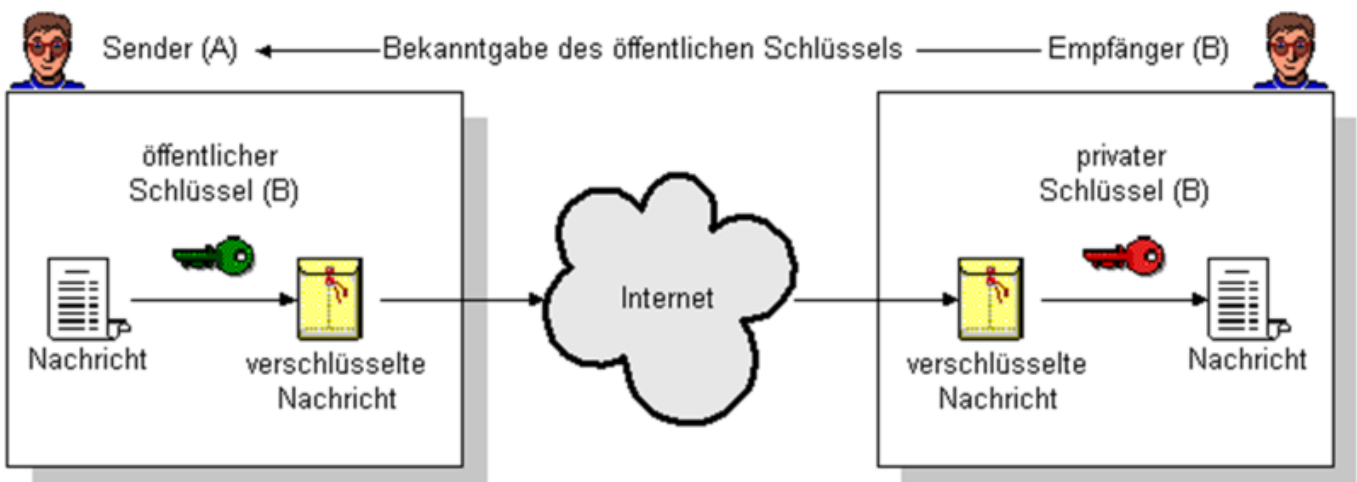 Sender (A) Bekanntgabe des öffentlichen Schlüssels Empfänger (B)
öffentlicher
Schlüssel (B)
Nachricht
verschlüsselte
Nachricht
Internet
privater
Schlüssel (B)
verschlüsselte
Nachricht
Nachricht